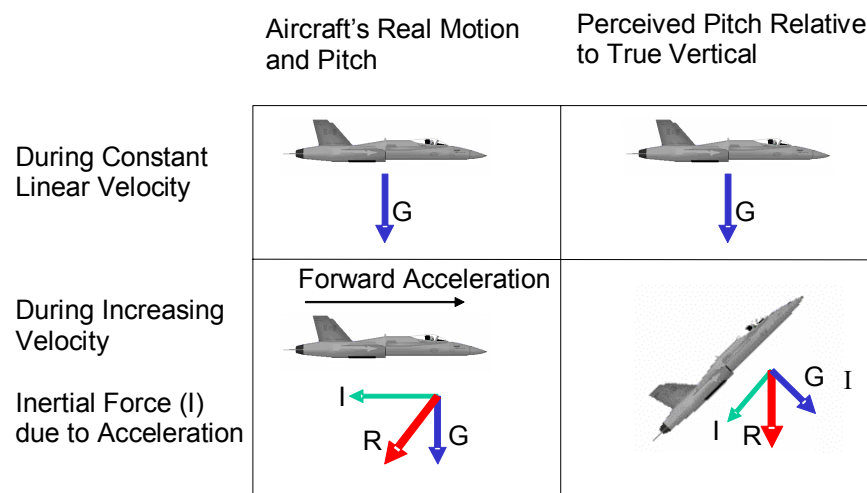 Aircraft's Real Motion
and Pitch
Perceived Pitch Relative
to True Vertical
During Constant
Linear Velocity
G
G
During Increasing
Velocity
Forward Acceleration
Inertial Force (I)
due to Acceleration
I
R
G
I
R
G
I